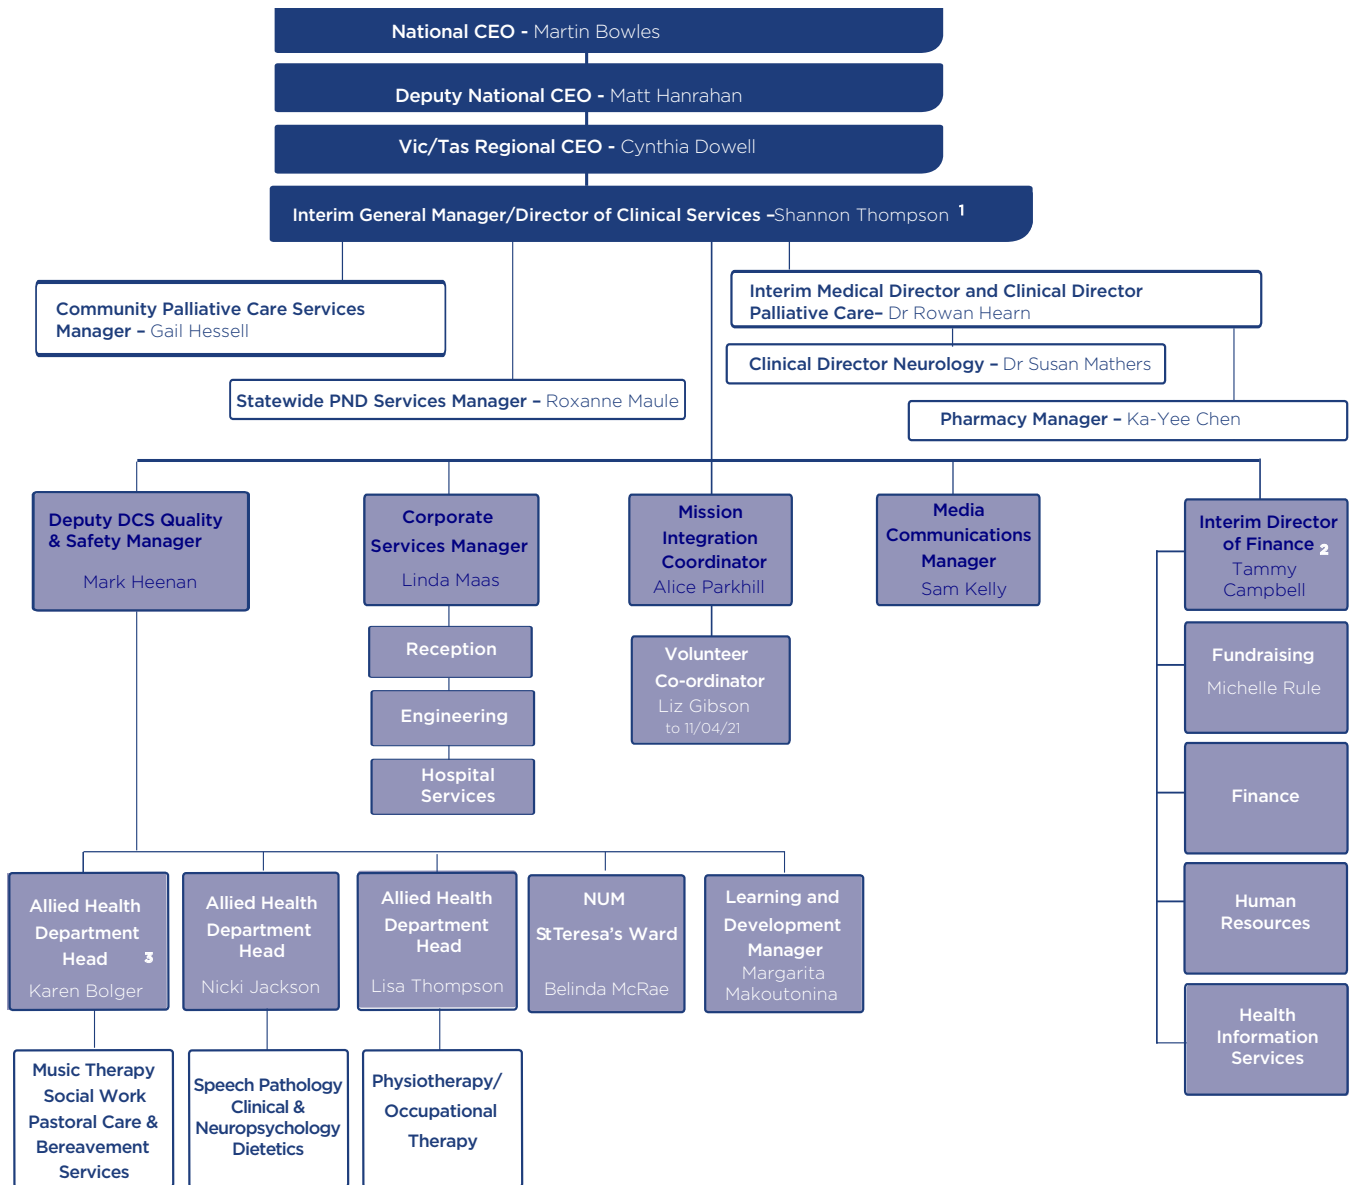 National CEO - Martin Bowles
Deputy National CEO - Matt Hanrahan
Vic/Tas Regional CEO - Cynthia Dowell
Interim General Manager/Director of Clinical Services –Shannon Thompson 1
Community Palliative Care Services
Manager – Gail Hessell
Interim Medical Director and Clinical Director
Palliative Care– Dr Rowan Hearn
Clinical Director Neurology – Dr Susan Mathers
Statewide PND Services Manager – Roxanne Maule
Pharmacy Manager – Ka-Yee Chen
Deputy DCS Quality
& Safety Manager
Mark Heenan
Corporate
Services Manager
Linda Maas
Reception
Engineering
Hospital
Services
Mission
Integration
Coordinator
Alice Parkhill
Volunteer
Co-ordinator
Liz Gibson
to 11/04/21
Media
Communications
Manager
Sam Kelly
Interim Director
of Finance 2
Tammy
Campbell
Fundraising
Michelle Rule
Finance
Human
Resources
Health
Information
Services
Allied Health
Department
Head 3
Karen Bolger
Allied Health
Department
Head
Nicki Jackson
Allied Health
Department
Head
Lisa Thompson
NUM
StTeresa's Ward
Belinda McRae
Learning and
Development
Manager
Margarita
Makoutonina
Music Therapy
Social Work
Pastoral Care &
Bereavement
Services
Speech Pathology
Clinical &
Neuropsychology
Dietetics
Physiotherapy/
Occupational
Therapy